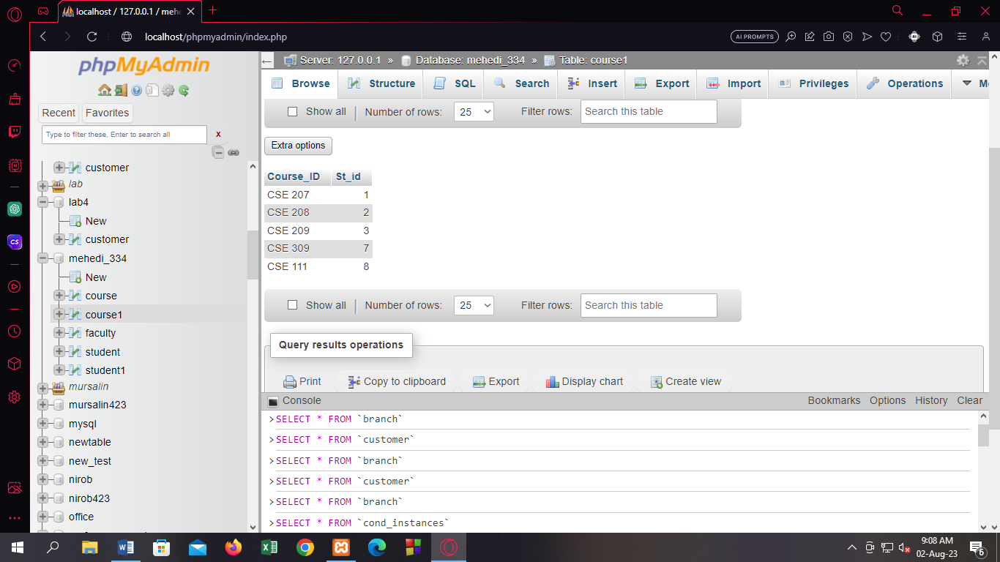 localhost / 127.0.0.1 / meh
localhost/phpmyadmin/index.php
AI PROMPTS
phpMyAdmin
Recent
Favorites
Type to filter these, Enter to search all
x
customer
lab
lab4
New
customer
mehedi_334
New
course
course1
faculty
student
student1
mursalin
mursalin423
mysql
newtable
new_test
nirob
nirob423
office
Server: 127.0.0.1 » Database: mehedi_334 » Table: course1
Browse Structure SQL Search Insert Export Import Privileges Operations
Show all Number of rows: 25 Filter rows: Search this table
Extra options
Course_ID St_id
CSE 207 1
CSE 208 2
CSE 209 3
CSE 309 7
CSE 111 8
Show all Number of rows: 25 Filter rows: Search this table
Query results operations
Print Copy to clipboard Export Display chart Create view
Console Bookmarks Options History Clear
>SELECT * FROM `branch`
>SELECT * FROM `customer`
>SELECT * FROM `branch`
>SELECT * FROM `customer`
>SELECT * FROM `branch`
>SELECT * FROM `cond_instances`
9:08 AM
02-Aug-23
6